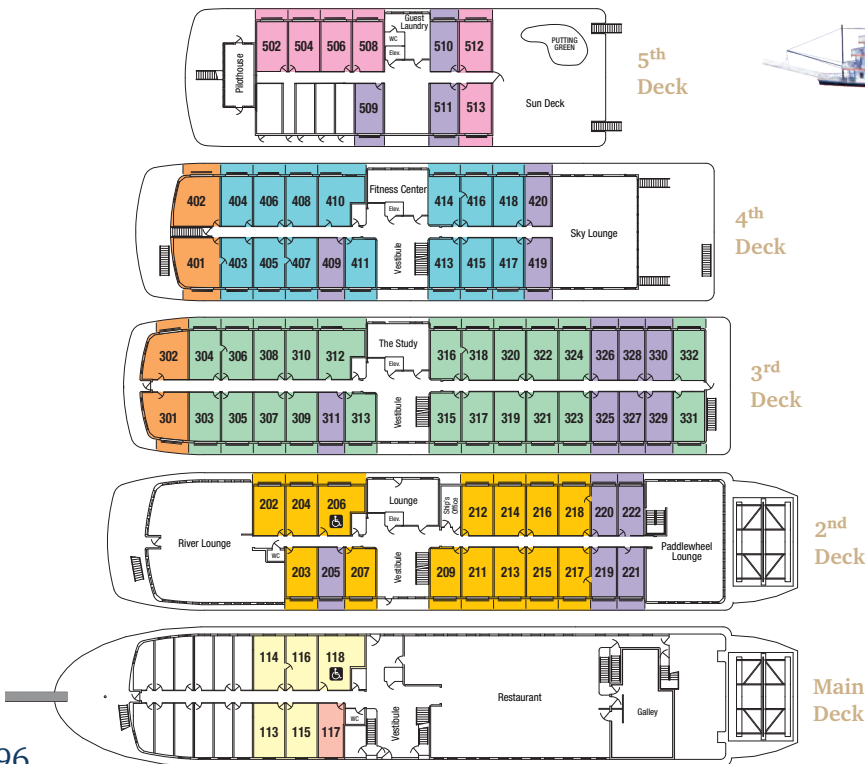 Guest
Laundry
WC
Elev.
502 504 506 508 510 512
PUTTING
GREEN
Pilothouse
509 511 513
Sun Deck
5th
Deck
402 404 406 408 410
Fitness Center
Elev.
414 416 418 420
Sky Lounge
401 403 405 407 409 411
Vestibule
413 415 417 419
4th
Deck
302 304 306 308 310 312
The Study
Elev.
316 318 320 322 324 326 328 330 332
301 303 305 307 309 311 313
Vestibule
315 317 319 321 323 325 327 329 331
3rd
Deck
River Lounge
202 204 206
Lounge
Elev.
Ship's
Office
212 214 216 218 220 222
WC
203 205 207
Vestibule
209 211 213 215 217 219 221
Paddlewheel
Lounge
2nd
Deck
114 116 118
113 115 117
WC
Vestibule
Restaurant
Galley
Main
Deck
96